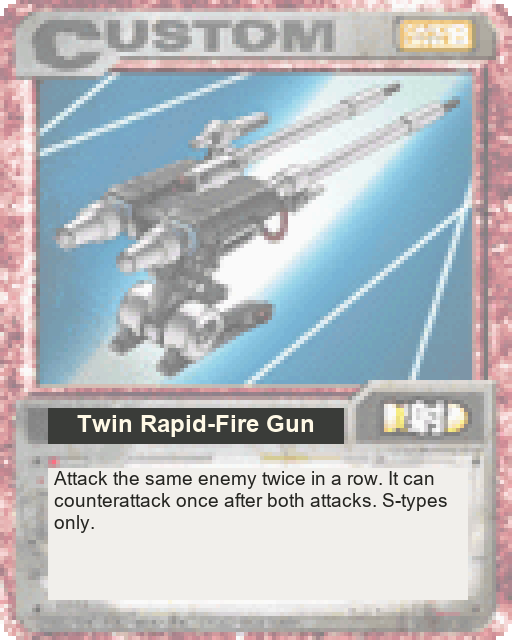 CUSTOM
Twin Rapid-Fire Gun
Attack the same enemy twice in a row. It can
counterattack once after both attacks. S-types
only.